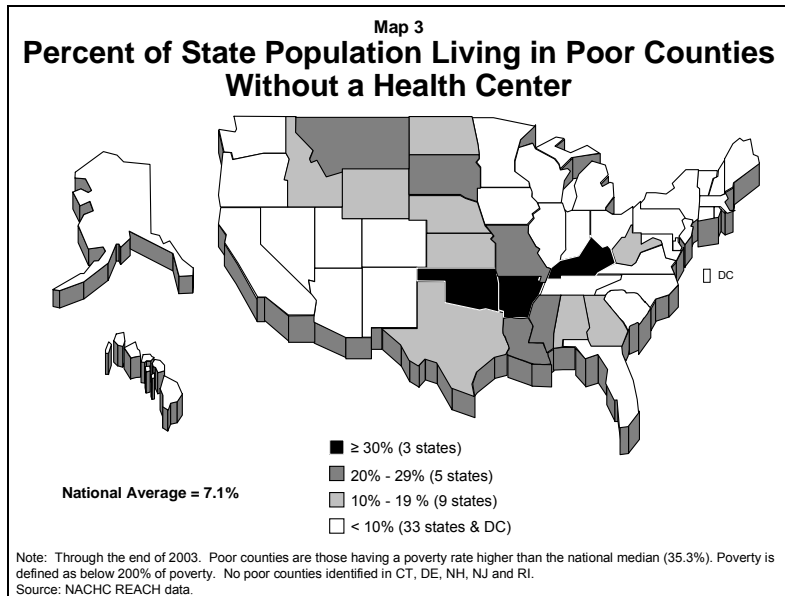 Map 3
Percent of State Population Living in Poor Counties
Without a Health Center
DC
≥ 30% (3 states)
20% - 29% (5 states)
National Average = 7.1%
10% - 19 % (9 states)
< 10% (33 states & DC)
Note: Through the end of 2003. Poor counties are those having a poverty rate higher than the national median (35.3%). Poverty is
defined as below 200% of poverty. No poor counties identified in CT, DE, NH, NJ and RI.
Source: NACHC REACH data.